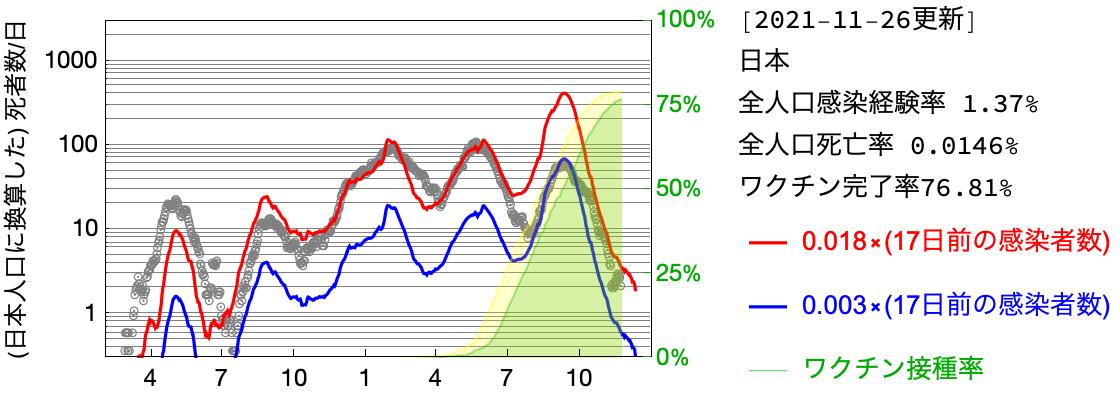 (日本人口に換算した) 死者数/日
1000
100
10
1
100%
75%
50%
25%
0%
4 7 10 1 4 7 10
[2021-11-26更新]
日本
全人口感染経験率 1.37%
全人口死亡率 0.0146%
ワクチン完了率76.81%
0.018×(17日前の感染者数)
0.003×(17日前の感染者数)
ワクチン接種率